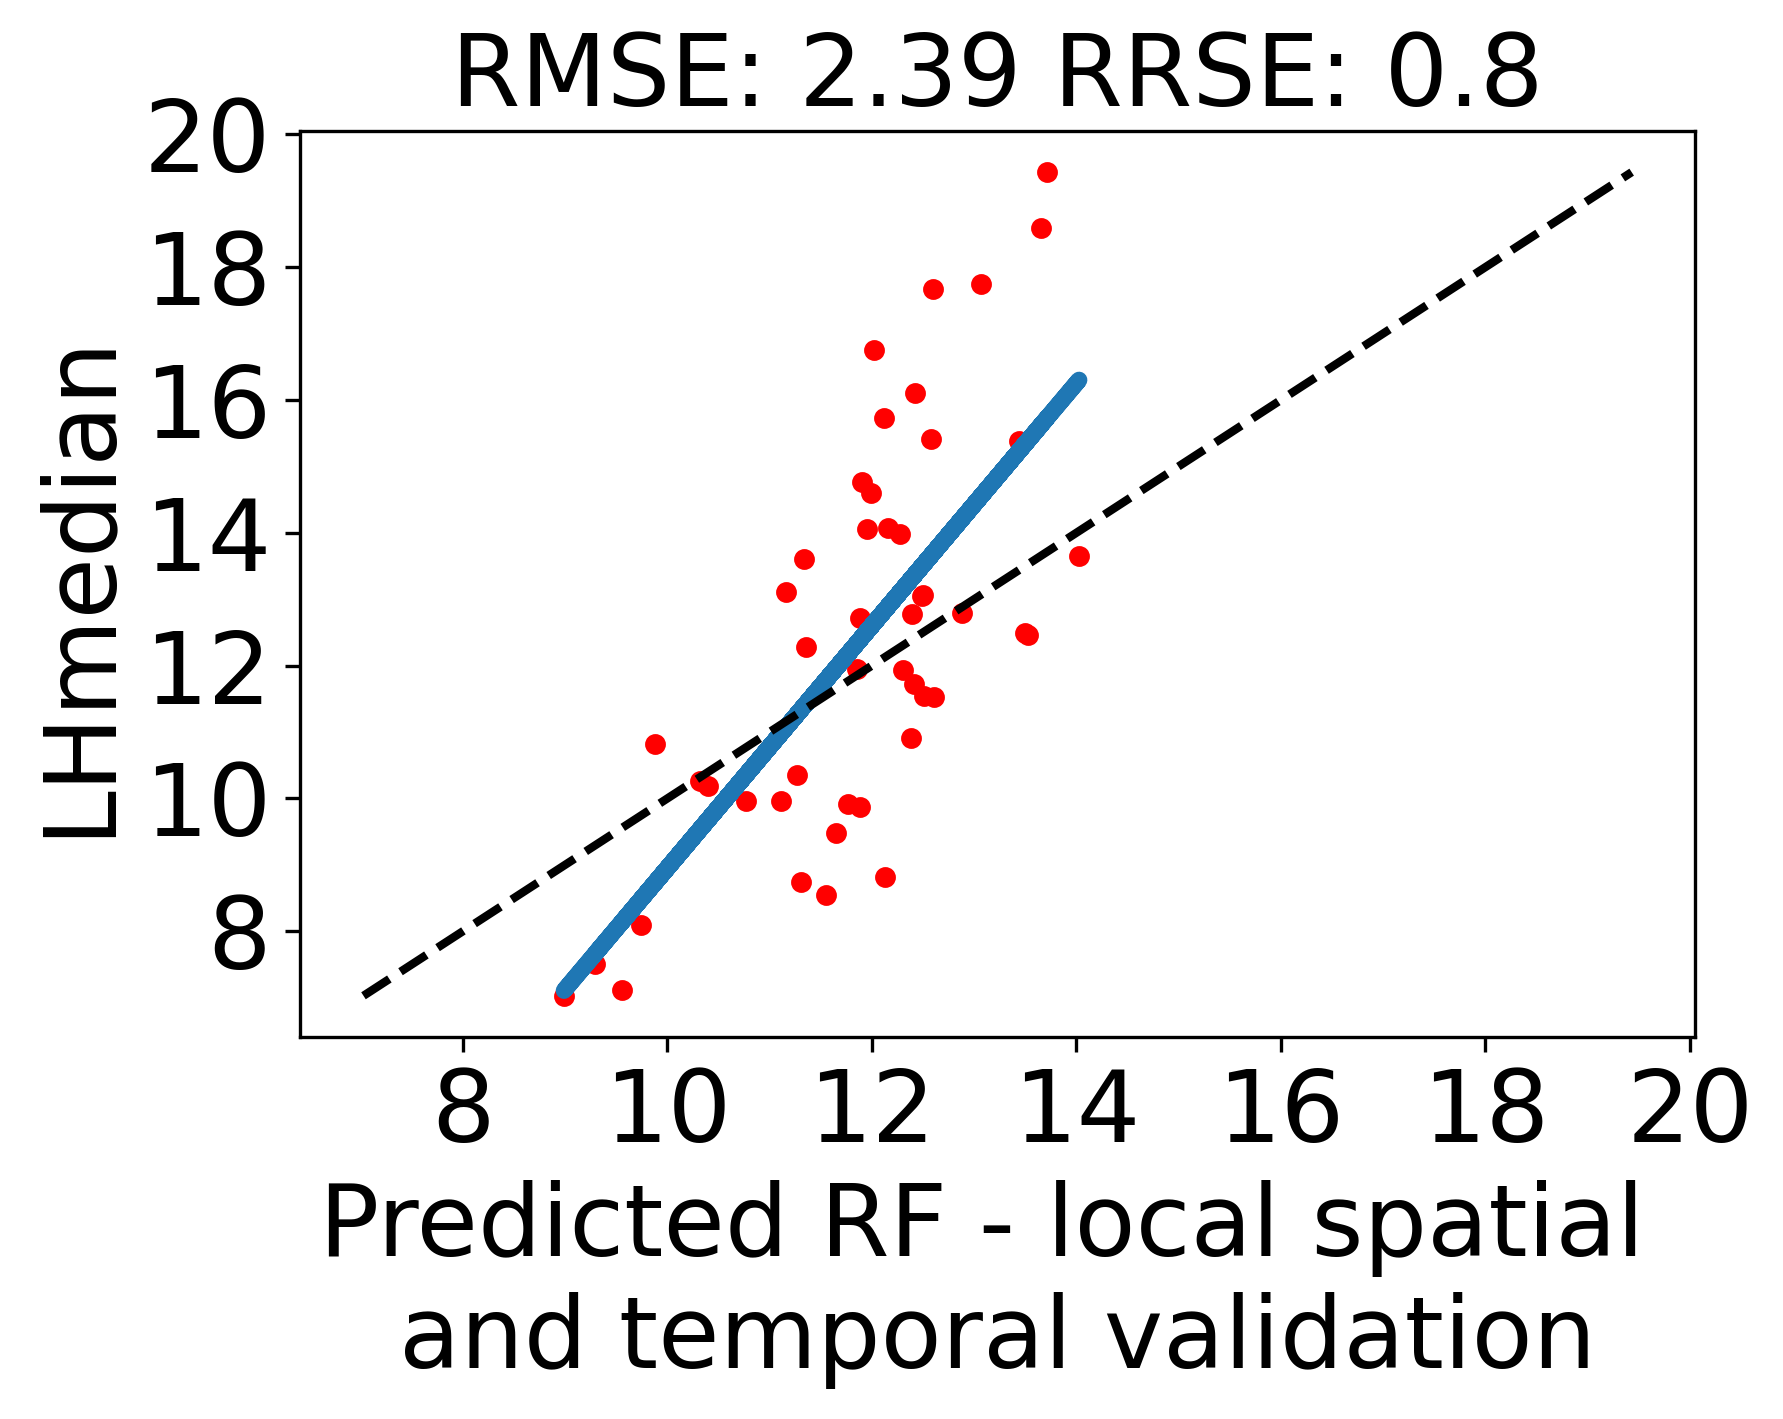 RMSE: 2.39 RRSE: 0.8
20
18
16
14
12
10
8
LHmedian
8 10 12 14 16 18 20
Predicted RF - local spatial
and temporal validation